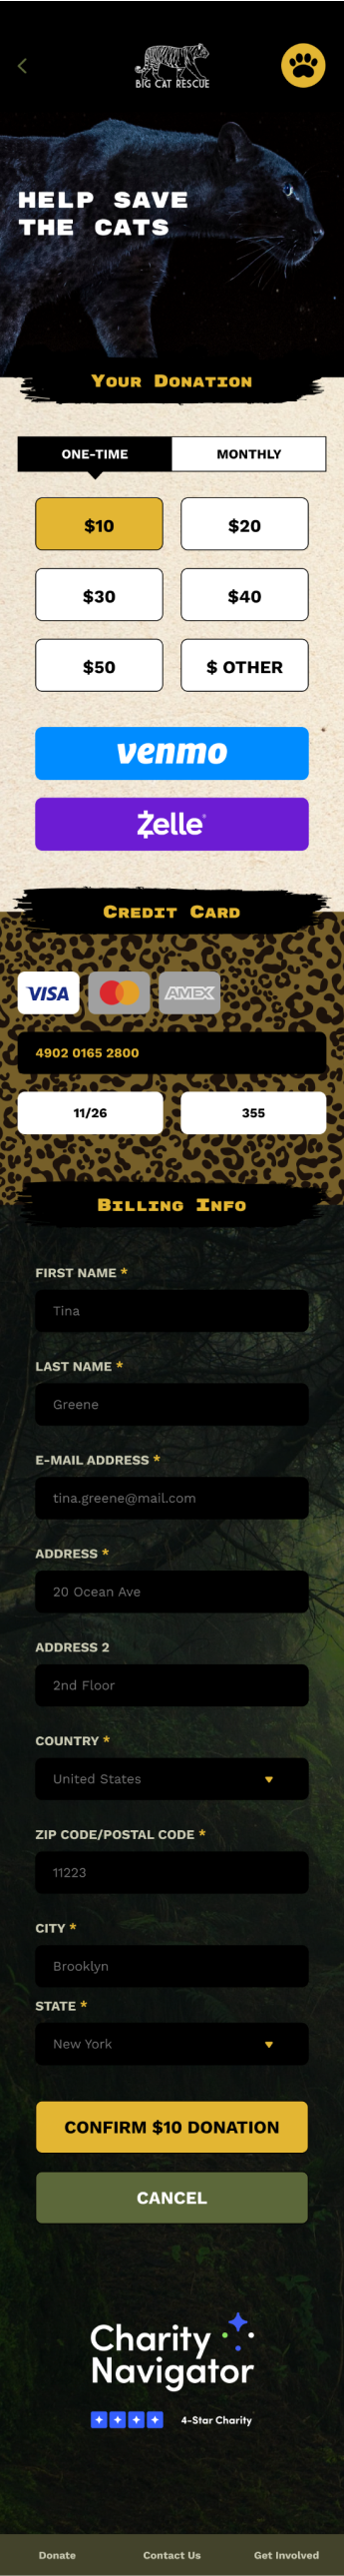 BIG CAT RESCUE
HELP SAVE
THE CATS
YOUR DONATION
ONE-TIME MONTHLY
$10 $20
$30 $40
$50 $ OTHER
venmo
Zelle®
CREDIT CARD
VISA AMEX
4902 0165 2800
11/26 355
BILLING INFO
FIRST NAME *
Tina
LAST NAME *
Greene
E-MAIL ADDRESS *
tina.greene@mail.com
ADDRESS *
20 Ocean Ave
ADDRESS 2
2nd Floor
COUNTRY *
United States
ZIP CODE/POSTAL CODE *
11223
CITY *
Brooklyn
STATE *
New York
CONFIRM $10 DONATION
CANCEL
Charity
Navigator
4-Star Charity
Donate Contact Us Get Involved